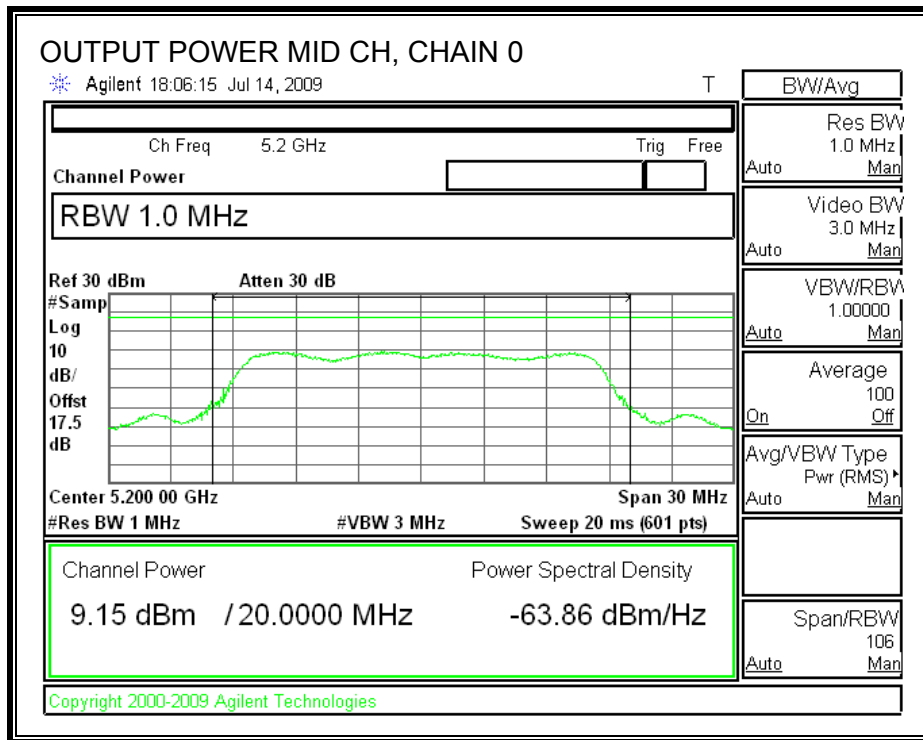 OUTPUT POWER MID CH, CHAIN 0
Agilent 18:06:15 Jul 14, 2009 T
Ch Freq 5.2 GHz Trig Free
Channel Power
RBW 1.0 MHz
Ref 30 dBm Atten 30 dB
#Samp
Log
10
dB/
Offst
17.5
dB
Center 5.200 00 GHz Span 30 MHz
#Res BW 1 MHz #VBW 3 MHz Sweep 20 ms (601 pts)
Channel Power Power Spectral Density
9.15 dBm / 20.0000 MHz -63.86 dBm/Hz
Copyright 2000-2009 Agilent Technologies
BW/Avg
Res BW
1.0 MHz
Auto Man
Video BW
3.0 MHz
Auto Man
VBW/RBW
1.00000
Auto Man
Average
100
On Off
Avg/VBW Type
Pwr (RMS)
Auto Man
Span/RBW
106
Auto Man